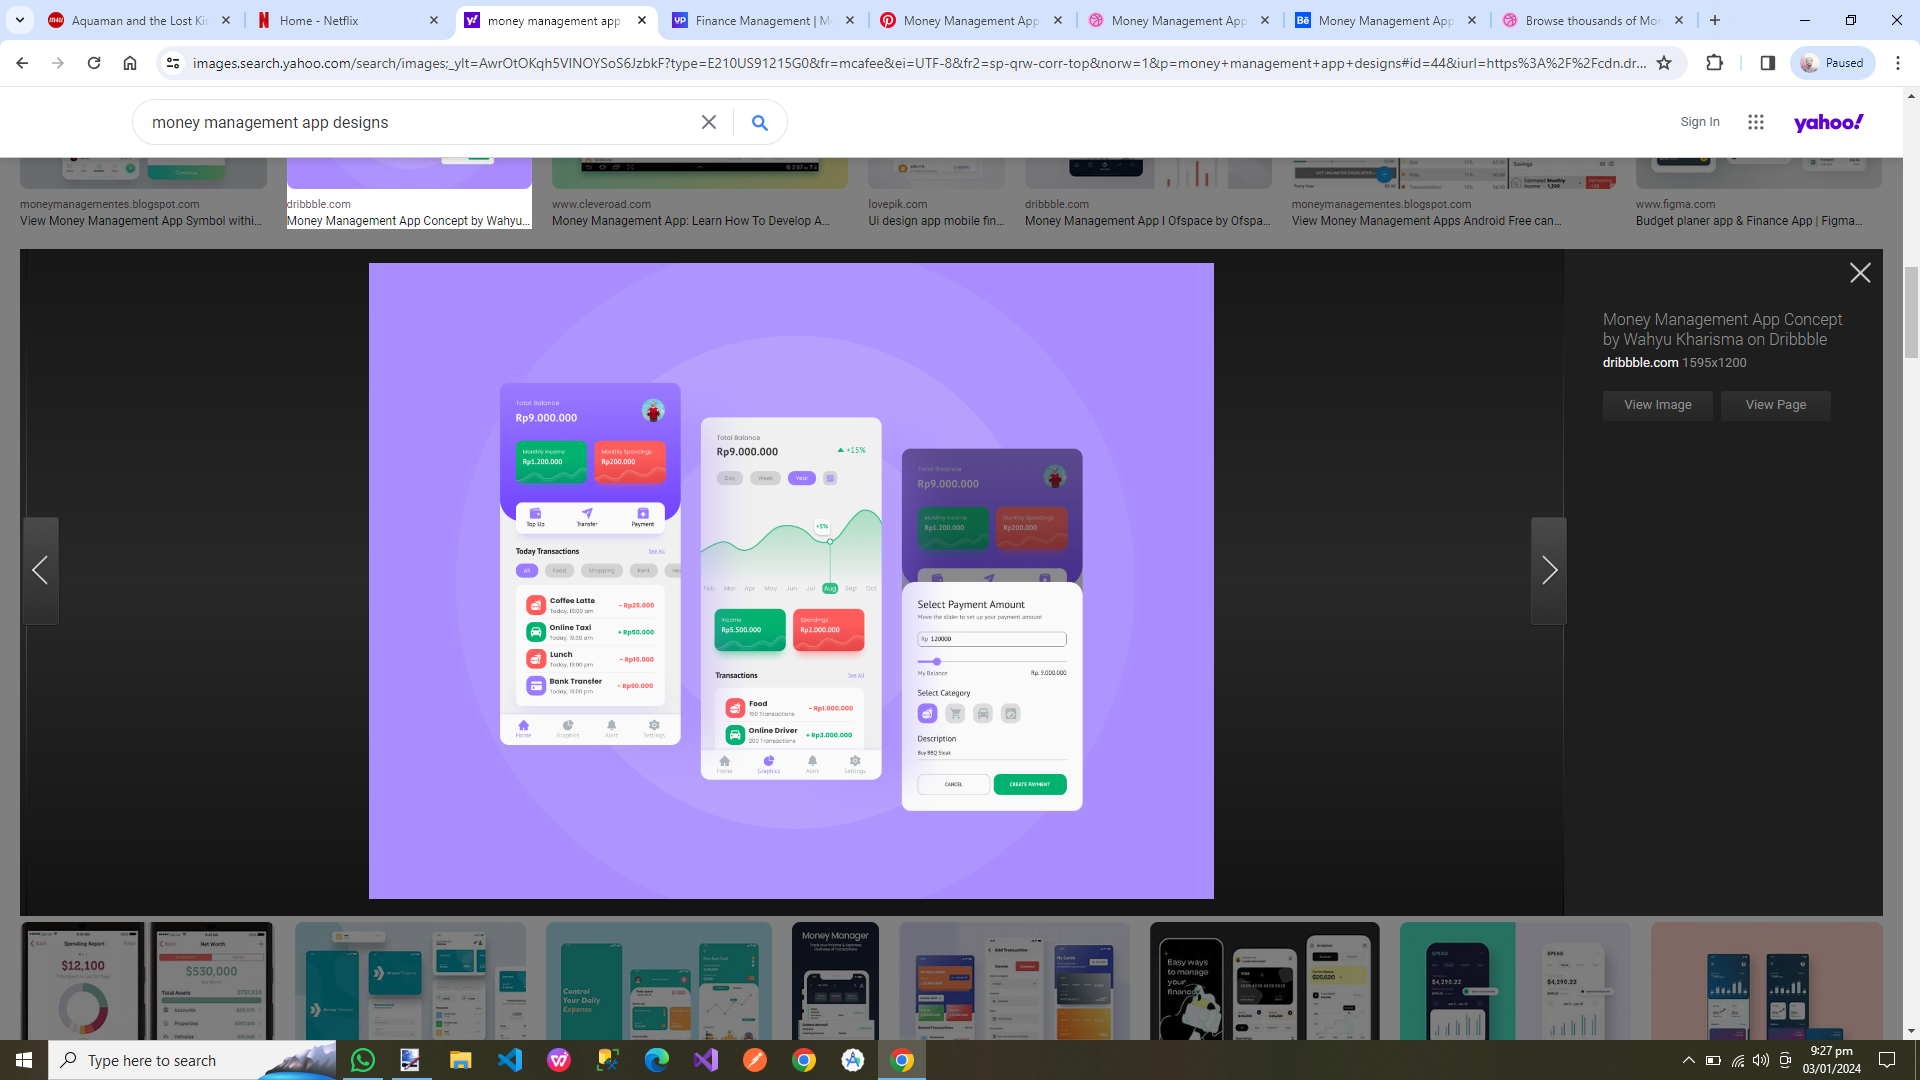 Aquaman and the Lost Ki
Home - Netflix
money management app
Finance Management | M
Money Management App
Money Management App
Money Management App
Browse thousands of Mo
images.search.yahoo.com/search/images;_ylt=AwrOtOKqh5VlNOYSoS6JzbkF?type=E210US91215G0&fr=mcafee&ei=UTF-8&fr2=sp-qrw-corr-top&norw=1&p=money+management+app+designs#id=44&iurl=https%3A%2F%2Fcdn.dr...
Paused
money management app designs
Sign In
yahoo!
moneymanagementes.blogspot.com
View Money Management App Symbol withi...
dribbble.com
Money Management App Concept by Wahyu...
www.cleveroad.com
Money Management App: Learn How To Develop A...
lovepik.com
Ui design app mobile fin...
dribbble.com
Money Management App I Ofspace by Ofspa...
moneymanagementes.blogspot.com
View Money Management Apps Android Free can...
www.figma.com
Budget planer app & Finance App | Figma...
Money Management App Concept
by Wahyu Kharisma on Dribbble
dribbble.com 1595x1200
View Image
View Page
Total Balance
Rp9.000.000
Monthly Income
Rp1.200.000
Monthly Spendings
Rp200.000
Top Up
Transfer
Payment
Today Transactions
See All
All
Food
Shopping
Rent
Coffee Latte
Today, 10:00 am
- Rp25.000
Online Taxi
Today, 10:30 am
+ Rp50.000
Lunch
Today, 13:00 pm
- Rp15.000
Bank Transfer
Today, 13:00 pm
- Rp90.000
Home
Graphics
Alert
Settings
Total Balance
Rp9.000.000
+15%
Day
Week
Year
+5%
Feb Mar Apr May Jun Jul Aug Sep Oct
Income
Rp5.500.000
Spendings
Rp2.000.000
Transactions
See All
Food
150 Transactions
- Rp1.000.000
Online Driver
200 Transactions
+ Rp3.000.000
Home
Graphics
Alert
Settings
Total Balance
Rp9.000.000
Monthly Income
Rp1.200.000
Monthly Spendings
Rp200.000
Select Payment Amount
Move the slider to set up your payment amount
Rp 120000
My Balance
Rp. 9.000.000
Select Category
Description
Buy BBQ Steak
CANCEL
CREATE PAYMENT
Spending Report
$12,100
Net Worth
$530,000
Total Assets
Accounts
Properties
Vehicles
Control
Your Daily
Expense
Money Manager
Add Transaction
My Cards
Easy ways
to manage
your
finance
SPEND
$4,290.22
SPEND
$4,290.22
Type here to search
9:27 pm
03/01/2024